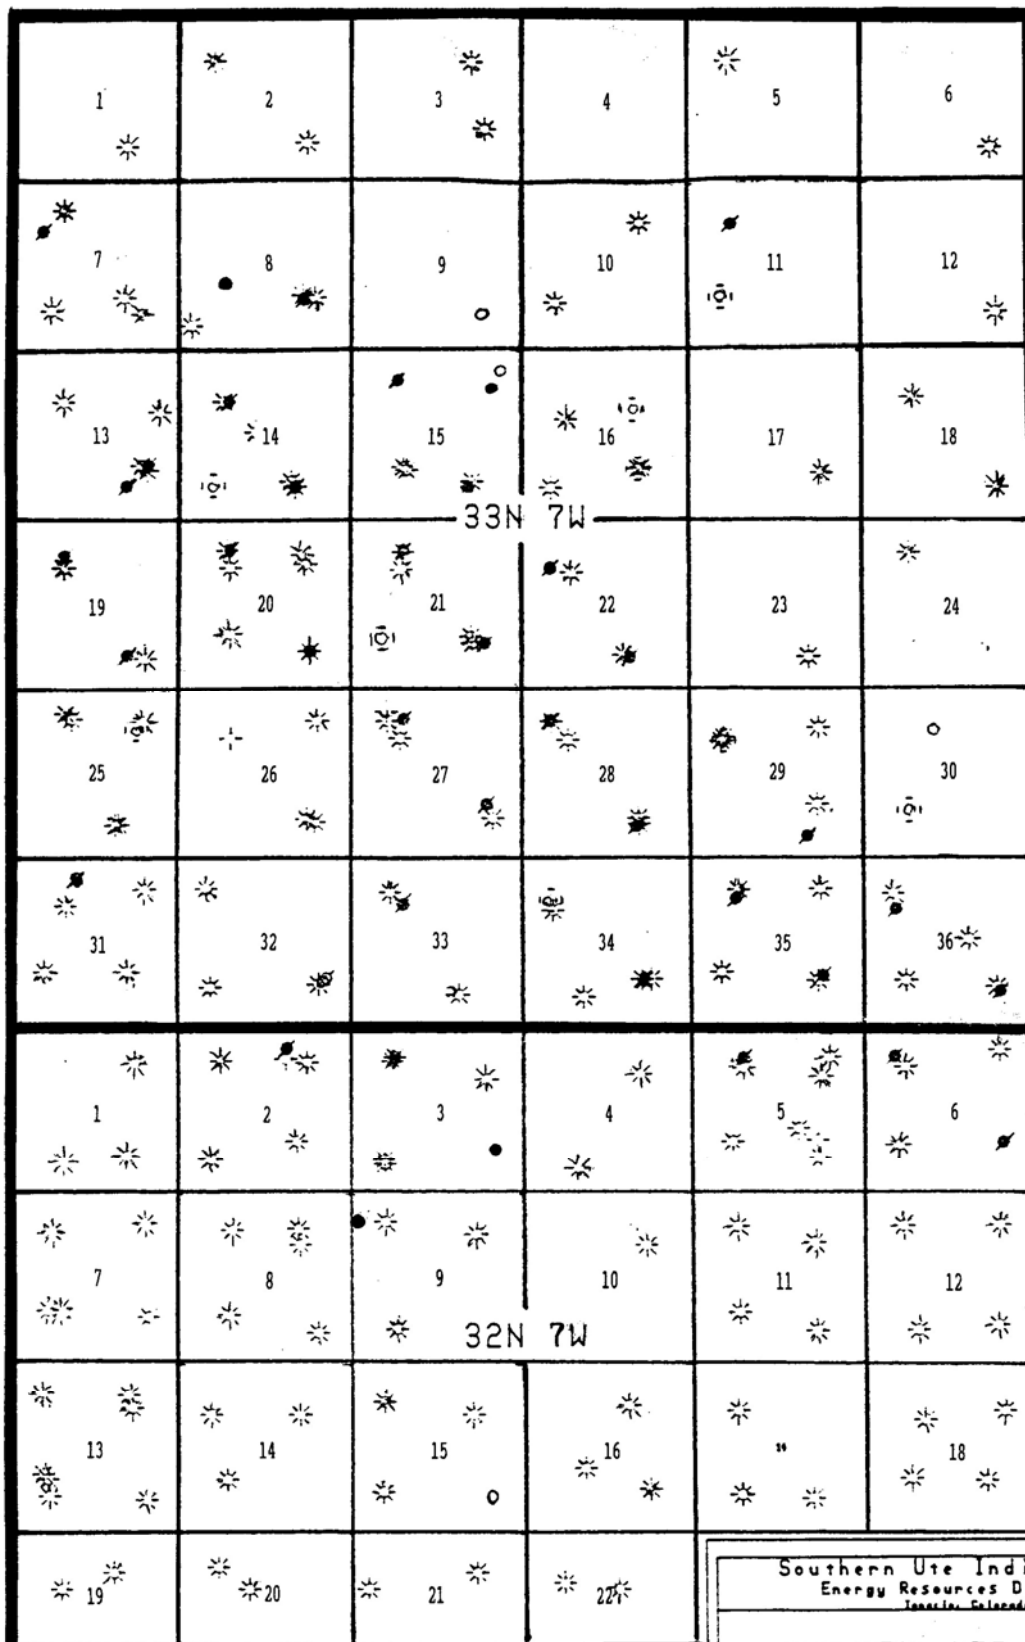 1 2 3 4 5 6
7 8 9 10 11 12
13 14 15 16 17 18
33N 7W
19 20 21 22 23 24
25 26 27 28 29 30
31 32 33 34 35 36
1 2 3 4 5 6
7 8 9 10 11 12
32N 7W
13 14 15 16 18
19 20 21 22
Southern Ute Indi
Energy Resources D
Ignacio, Colorad